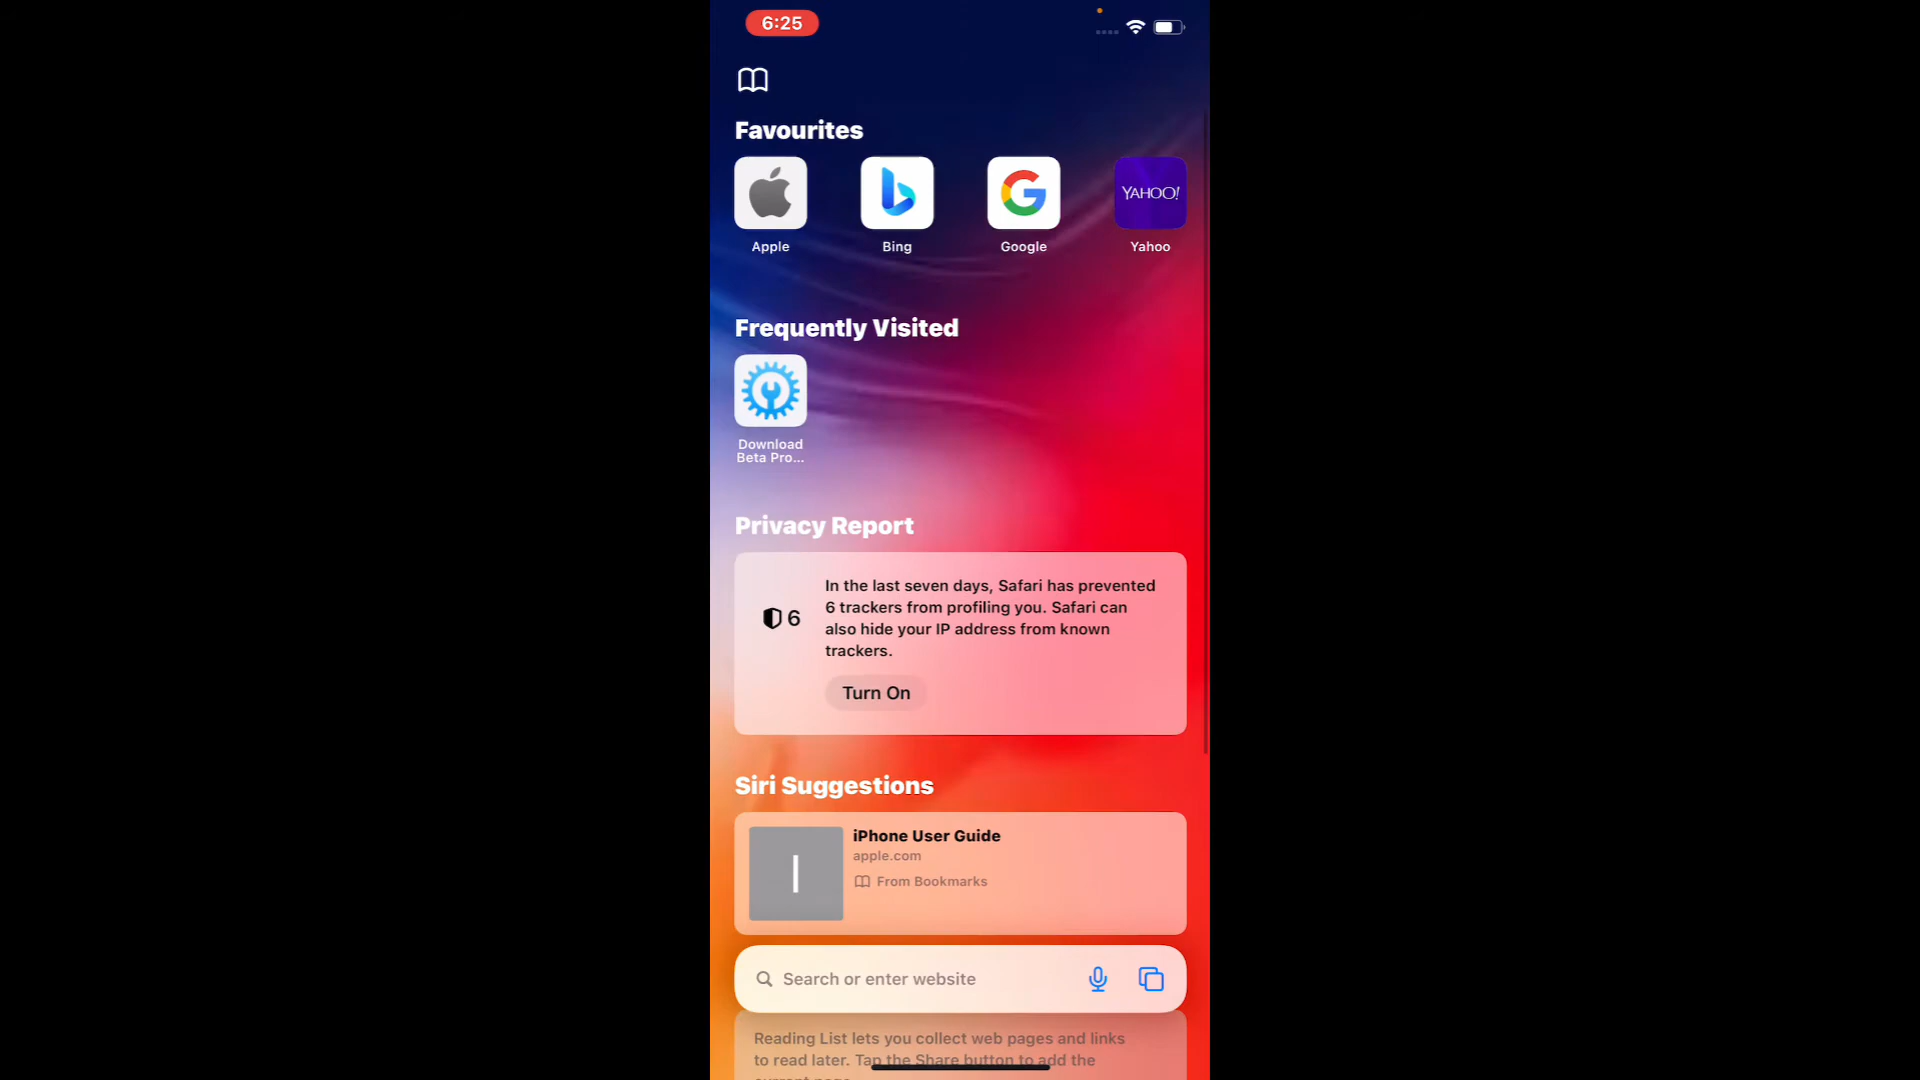 6:25
Favourites
YAHOO!
Apple
Bing
Google
Yahoo
Frequently Visited
Download
Beta Pro...
Privacy Report
6
In the last seven days, Safari has prevented
6 trackers from profiling you. Safari can
also hide your IP address from known
trackers.
Turn On
Siri Suggestions
I
iPhone User Guide
apple.com
From Bookmarks
Search or enter website
Reading List lets you collect web pages and links
to read later. Tap the Share button to add the